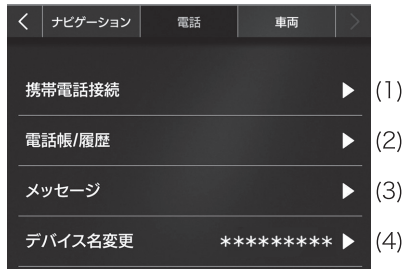 < ナビゲーション 電話 車両 >
携帯電話接続 ▶ (1)
電話帳/履歴 ▶ (2)
メッセージ ▶ (3)
デバイス名変更 ********* ▶ (4)